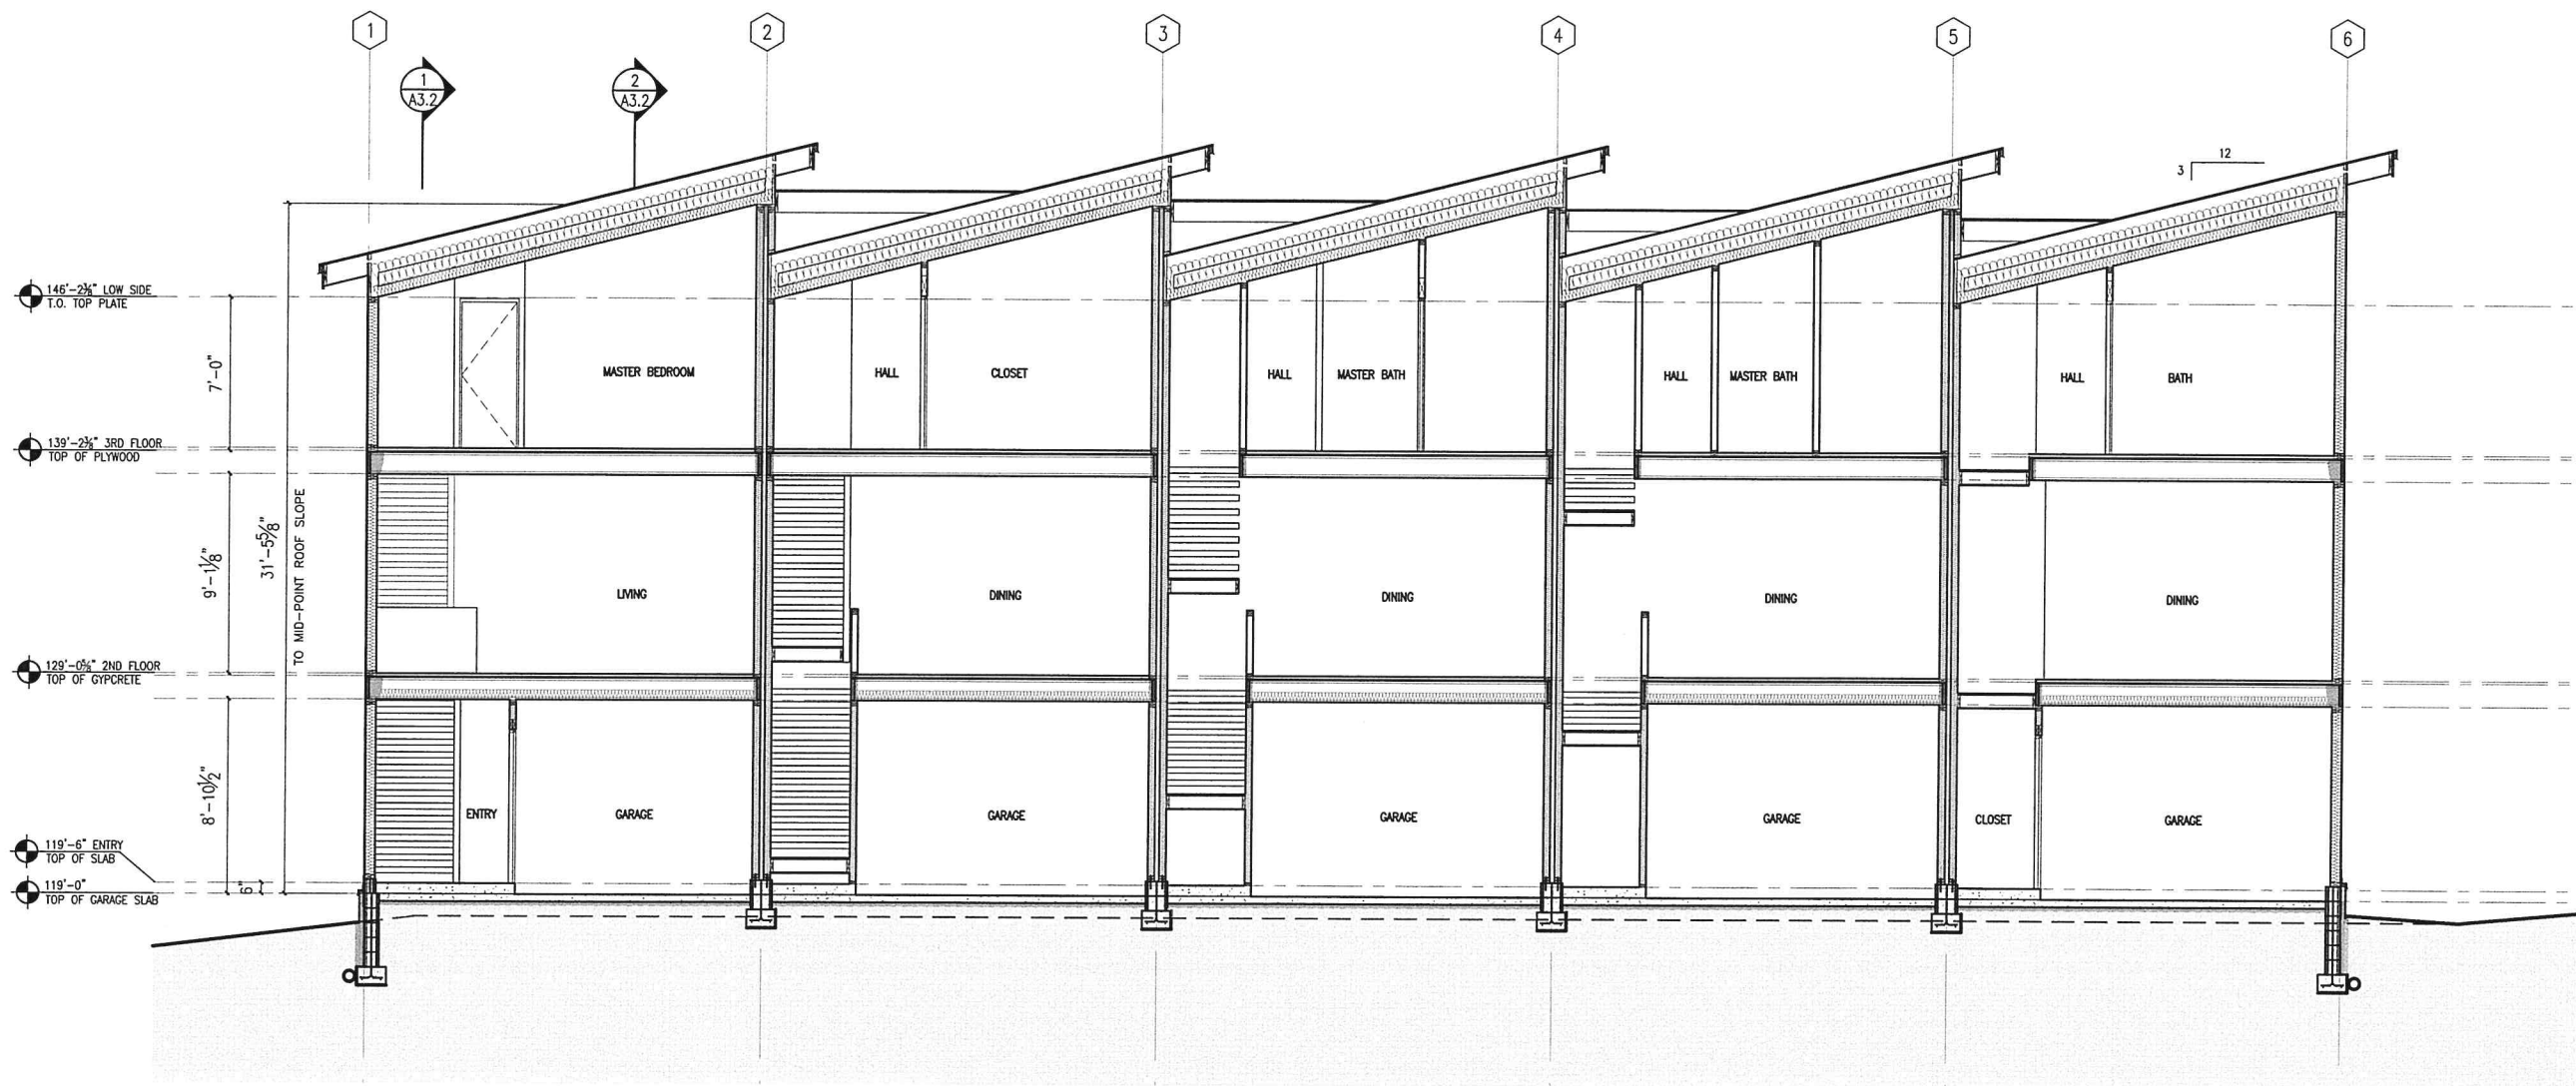 1
2
3
4
5
6
1
A3.2
2
A3.2
12
3
146'-2⅜" LOW SIDE
T.O. TOP PLATE
7'-0"
MASTER BEDROOM
HALL
CLOSET
HALL
MASTER BATH
HALL
MASTER BATH
HALL
BATH
139'-2⅜" 3RD FLOOR
TOP OF PLYWOOD
9'-1⅛"
31'-5⅝"
TO MID-POINT ROOF SLOPE
LIVING
DINING
DINING
DINING
DINING
129'-0⅝" 2ND FLOOR
TOP OF GYPCRETE
8'-10½"
ENTRY
GARAGE
GARAGE
GARAGE
GARAGE
CLOSET
GARAGE
119'-6" ENTRY
TOP OF SLAB
6"
119'-0"
TOP OF GARAGE SLAB